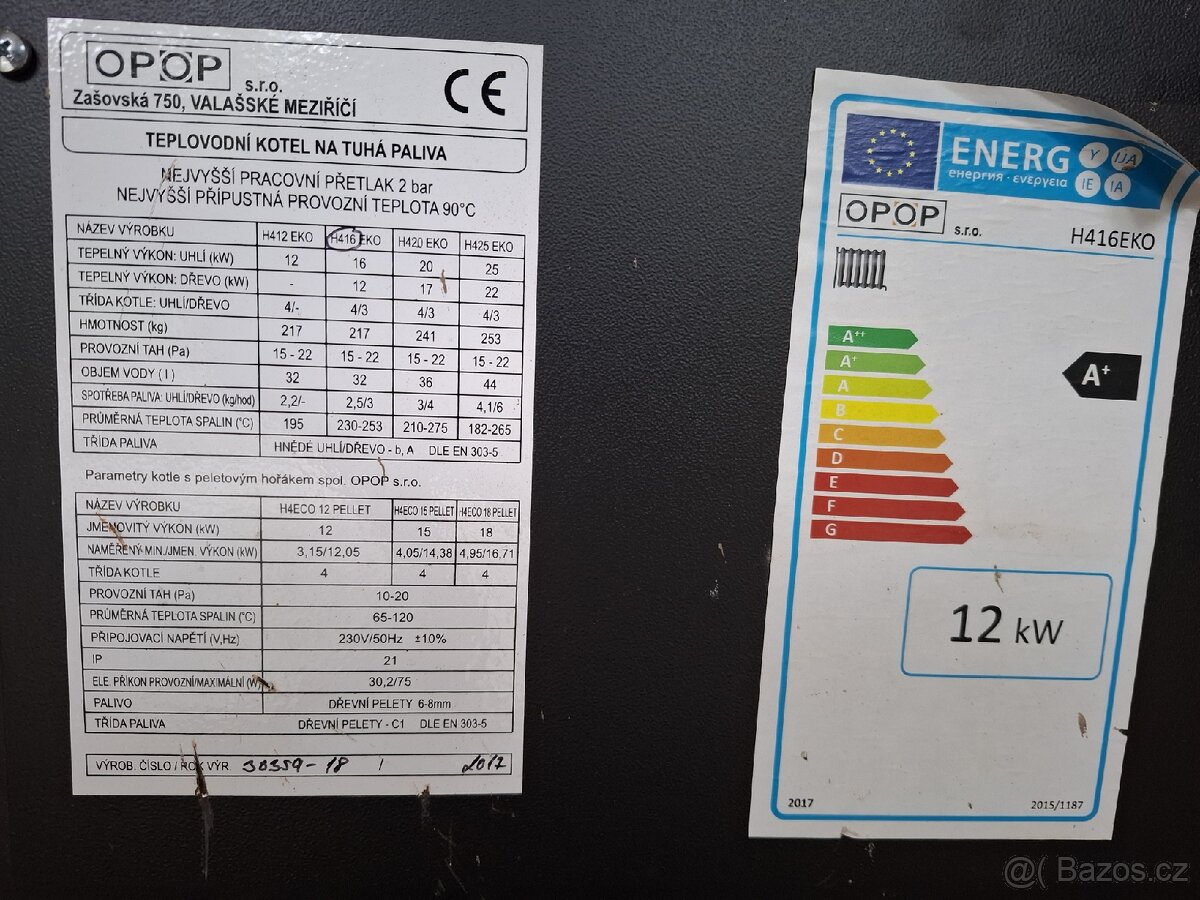 OPOP s.r.o.
Zašovská 750, VALAŠSKÉ MEZIŘÍČÍ
CE
TEPLOVODNÍ KOTEL NA TUHÁ PALIVA
NEJVYŠŠÍ PRACOVNÍ PŘETLAK 2 bar
NEJVYŠŠÍ PŘÍPUSTNÁ PROVOZNÍ TEPLOTA 90°C
NÁZEV VÝROBKU H412 EKO H416 EKO H420 EKO H425 EKO
TEPELNÝ VÝKON: UHLÍ (kW) 12 16 20 25
TEPELNÝ VÝKON: DŘEVO (kW) - 12 17 22
TŘÍDA KOTLE: UHLÍ/DŘEVO 4/- 4/3 4/3 4/3
HMOTNOST (kg) 217 217 241 253
PROVOZNÍ TAH (Pa) 15 - 22 15 - 22 15 - 22 15 - 22
OBJEM VODY ( l ) 32 32 36 44
SPOTŘEBA PALIVA: UHLÍ/DŘEVO (kg/hod) 2,2/- 2,5/3 3/4 4,1/6
PRŮMĚRNÁ TEPLOTA SPALIN (°C) 195 230-253 210-275 182-265
TŘÍDA PALIVA HNĚDÉ UHLÍ/DŘEVO - b, A DLE EN 303-5
Parametry kotle s peletovým hořákem spol. OPOP s.r.o.
NÁZEV VÝROBKU H4ECO 12 PELLET H4ECO 15 PELLET H4ECO 18 PELLET
JMENOVITÝ VÝKON (kW) 12 15 18
NAMĚŘENÝ MIN./JMEN. VÝKON (kW) 3,15/12,05 4,05/14,38 4,95/16,71
TŘÍDA KOTLE 4 4 4
PROVOZNÍ TAH (Pa) 10-20
PRŮMĚRNÁ TEPLOTA SPALIN (°C) 65-120
PŘIPOJOVACÍ NAPĚTÍ (V,Hz) 230V/50Hz ±10%
IP 21
ELE. PŘÍKON PROVOZNÍ/MAXIMÁLNÍ (W) 30,2/75
PALIVO DŘEVNÍ PELETY 6-8mm
TŘÍDA PALIVA DŘEVNÍ PELETY - C1 DLE EN 303-5
VÝROB. ČÍSLO / ROK VÝR 30359-18 / 2017
ENERG Y IJA
енергия · ενεργεια IE IA
OPOP s.r.o.
H416EKO
A++
A+
A
B
C
D
E
F
G
A+
12 kW
2017 2015/1187
@( Bazos.cz